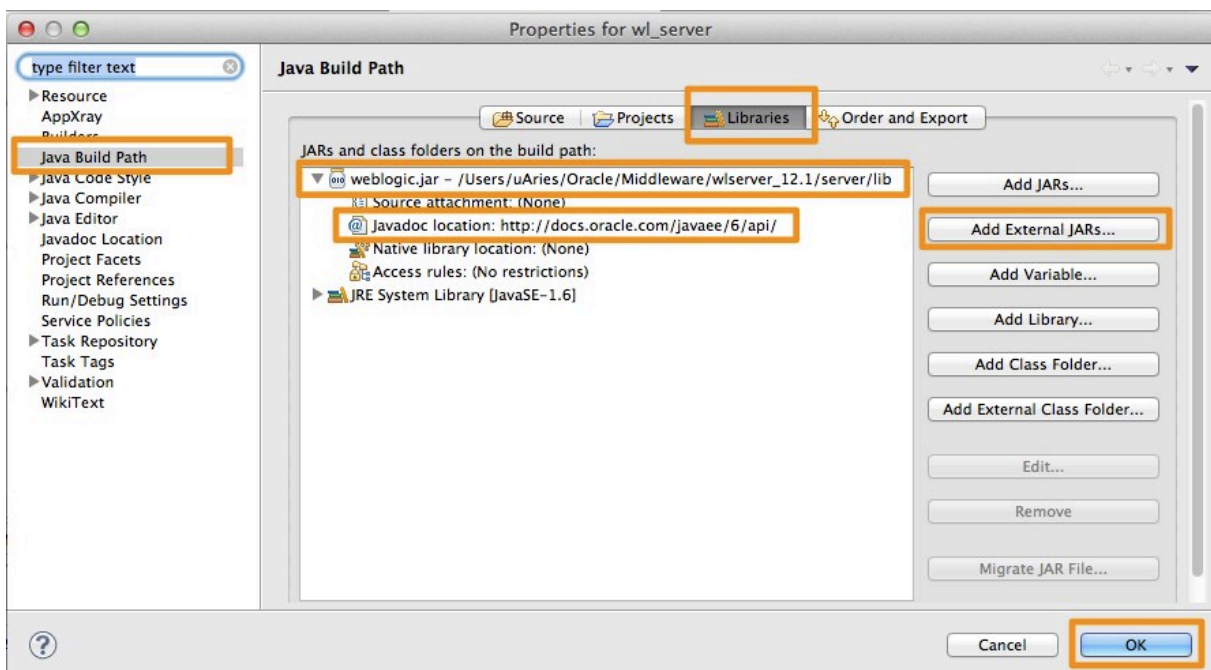 Properties for wl_server
type filter text
Resource
AppXray
Builders
Java Build Path
Java Code Style
Java Compiler
Java Editor
Javadoc Location
Project Facets
Project References
Run/Debug Settings
Service Policies
Task Repository
Task Tags
Validation
WikiText
Java Build Path
Source
Projects
Libraries
Order and Export
JARs and class folders on the build path:
weblogic.jar – /Users/uAries/Oracle/Middleware/wlserver_12.1/server/lib
Source attachment: (None)
Javadoc location: http://docs.oracle.com/javaee/6/api/
Native library location: (None)
Access rules: (No restrictions)
JRE System Library [JavaSE-1.6]
Add JARs...
Add External JARs...
Add Variable...
Add Library...
Add Class Folder...
Add External Class Folder...
Edit...
Remove
Migrate JAR File...
Cancel
OK